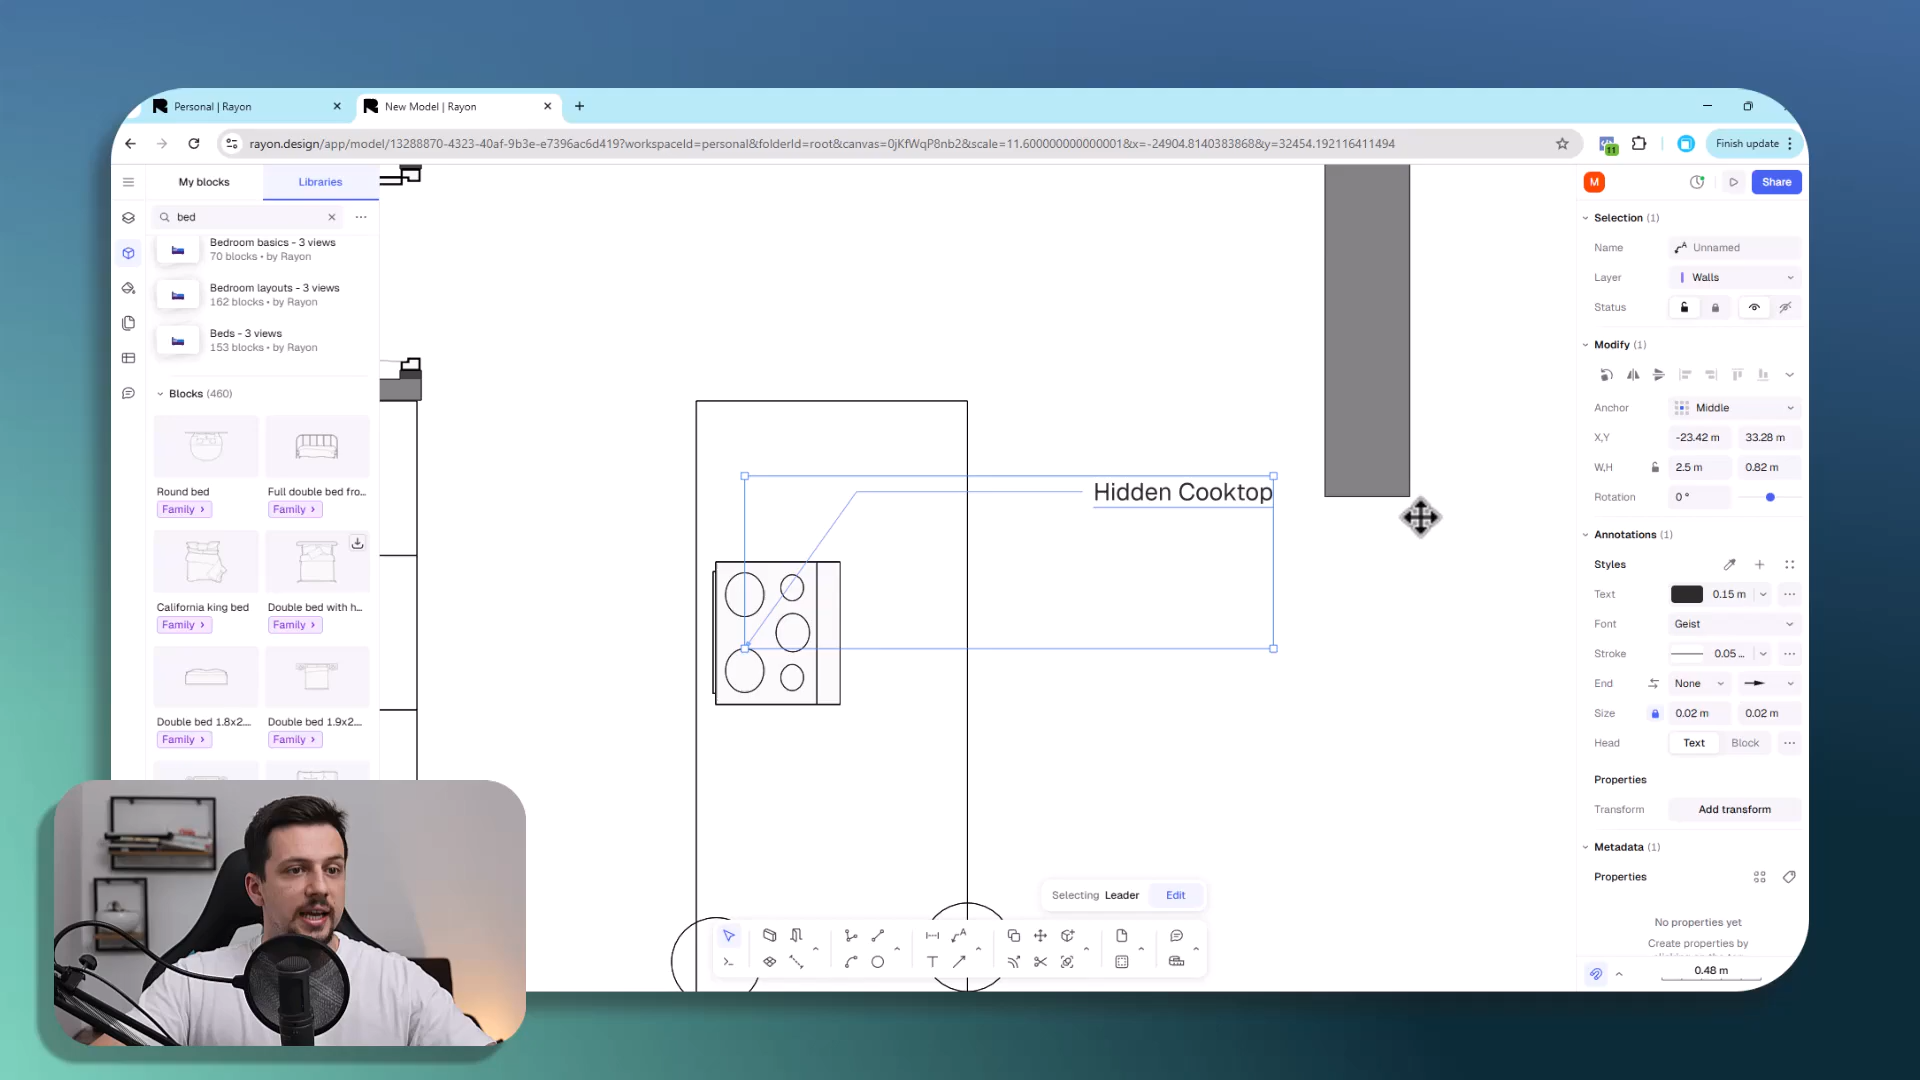 Personal | Rayon
New Model | Rayon
rayon.design/app/model/13288870-4323-40af-9b3e-e7396ac6d419?workspaceId=personal&folderId=root&canvas=0jKfWqP8nb2&scale=11.600000000000001&x=-24904.81403838868&y=32454.192116411494
11
Finish update
My blocks
Libraries
M
Share
bed
Bedroom basics - 3 views
70 blocks • by Rayon
Bedroom layouts - 3 views
162 blocks • by Rayon
Beds - 3 views
153 blocks • by Rayon
Blocks (460)
Round bed
Full double bed fro...
Family
Family
California king bed
Double bed with h...
Family
Family
Double bed 1.8x2....
Double bed 1.9x2....
Family
Family
Hidden Cooktop
Selecting Leader
Edit
Selection (1)
Name
Unnamed
Layer
Walls
Status
Modify (1)
Anchor
Middle
X,Y
-23.42 m
33.28 m
W,H
2.5 m
0.82 m
Rotation
0 °
Annotations (1)
Styles
Text
0.15 m
Font
Geist
Stroke
0.05 ...
End
None
Size
0.02 m
0.02 m
Head
Text
Block
Properties
Transform
Add transform
Metadata (1)
Properties
No properties yet
Create properties by
0.48 m